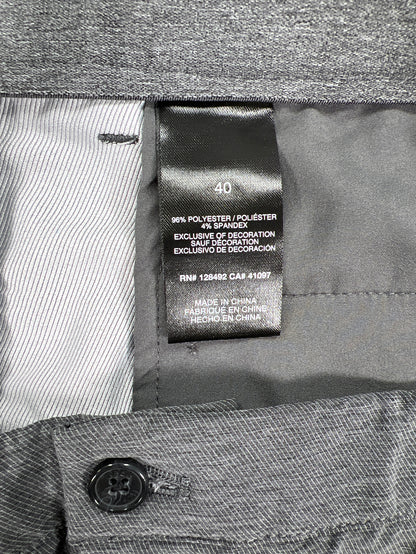 40
96% POLYESTER / POLIÉSTER
4% SPANDEX
EXCLUSIVE OF DECORATION
SAUF DÉCORATION
EXCLUSIVO DE DECORACIÓN
RN# 128492 CA# 41097
MADE IN CHINA
FABRIQUÉ EN CHINE
HECHO EN CHINA